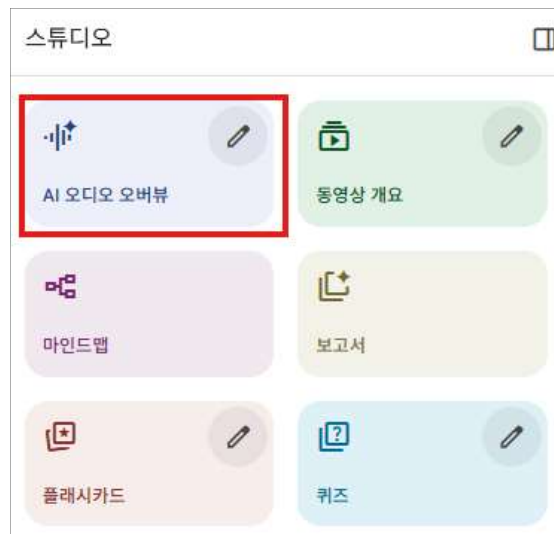 스튜디오
AI 오디오 오버뷰
동영상 개요
마인드맵
보고서
플래시카드
퀴즈